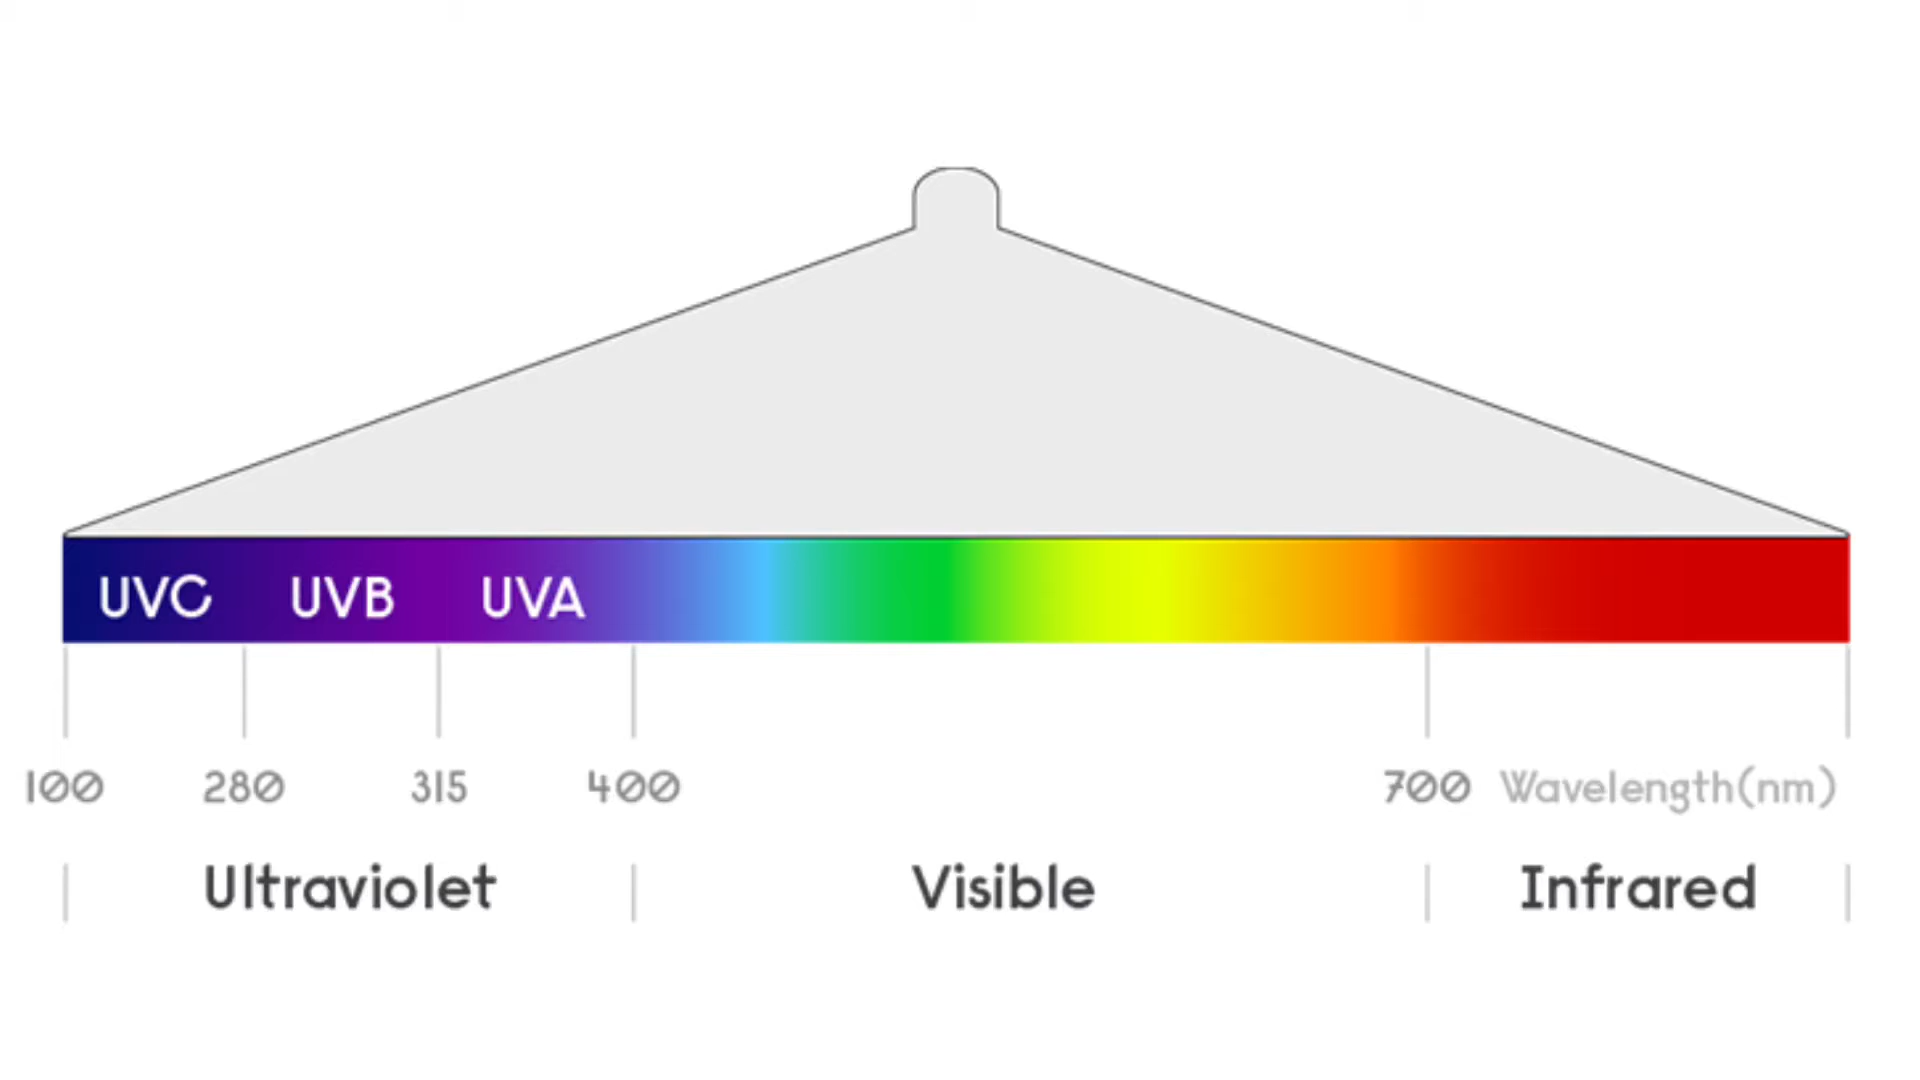 UVC UVB UVA
100 280 315 400 700 Wavelength(nm)
Ultraviolet Visible Infrared